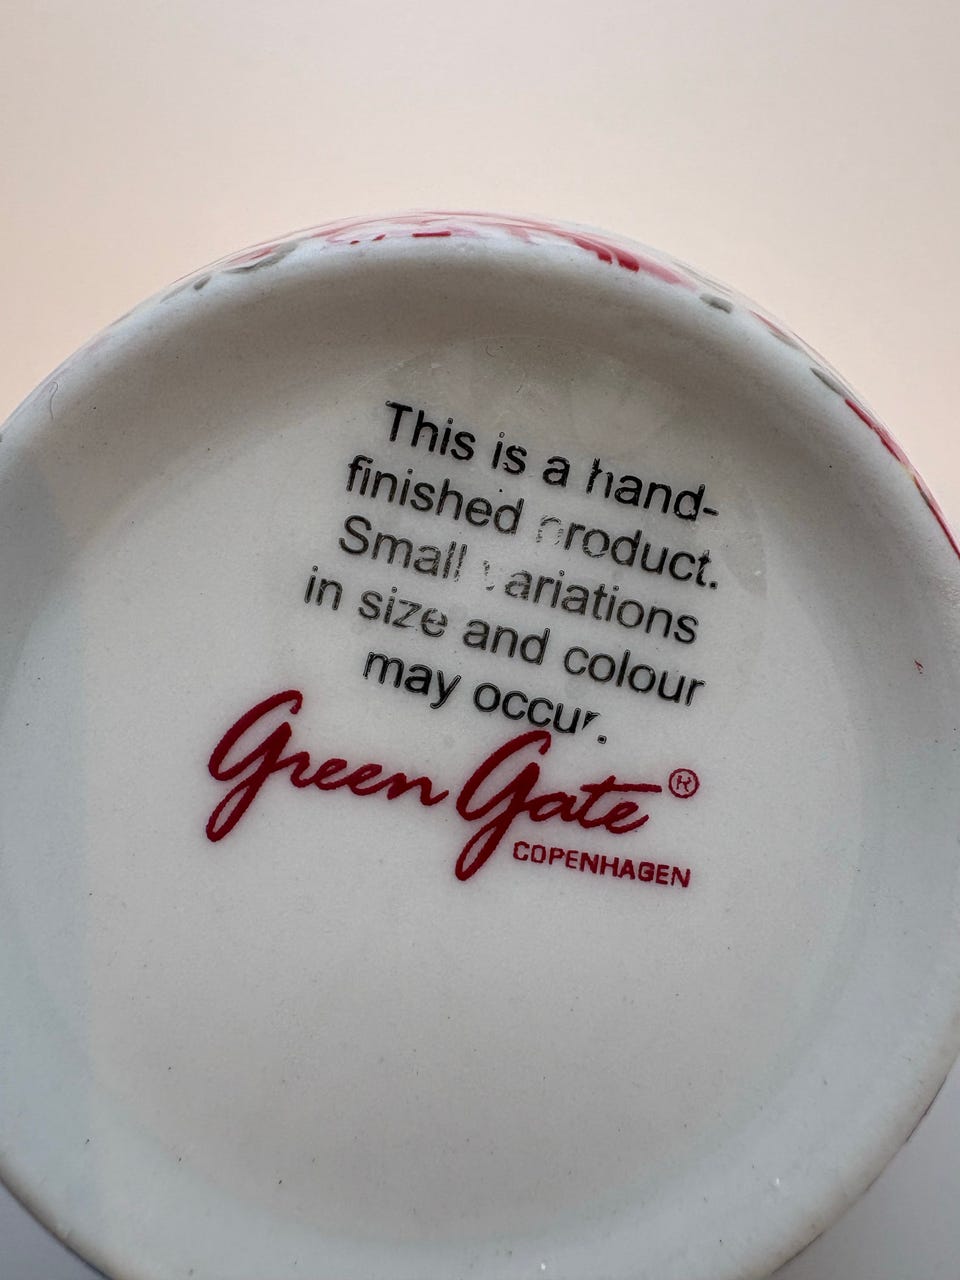 This is a hand-
finished product.
Small variations
in size and colour
may occur.
Green Gate®
COPENHAGEN